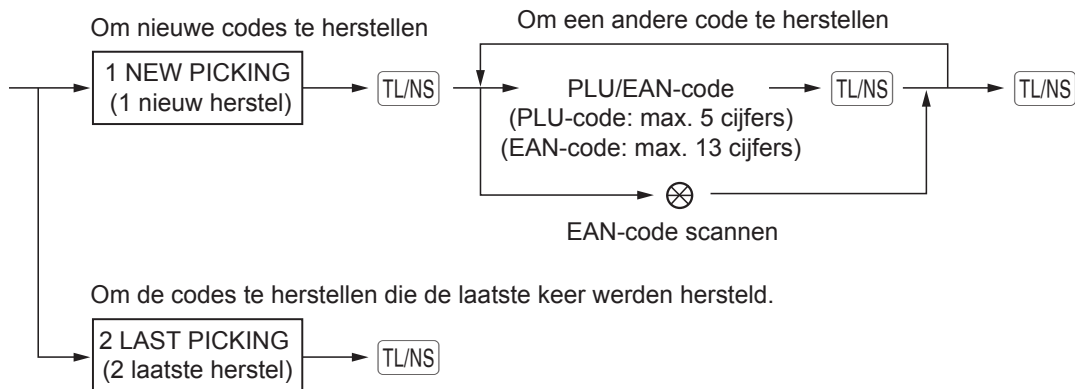 Om nieuwe codes te herstellen
Om een andere code te herstellen
1 NEW PICKING
(1 nieuw herstel)
TL/NS
PLU/EAN-code
(PLU-code: max. 5 cijfers)
(EAN-code: max. 13 cijfers)
TL/NS
TL/NS
EAN-code scannen
Om de codes te herstellen die de laatste keer werden hersteld.
2 LAST PICKING
(2 laatste herstel)
TL/NS